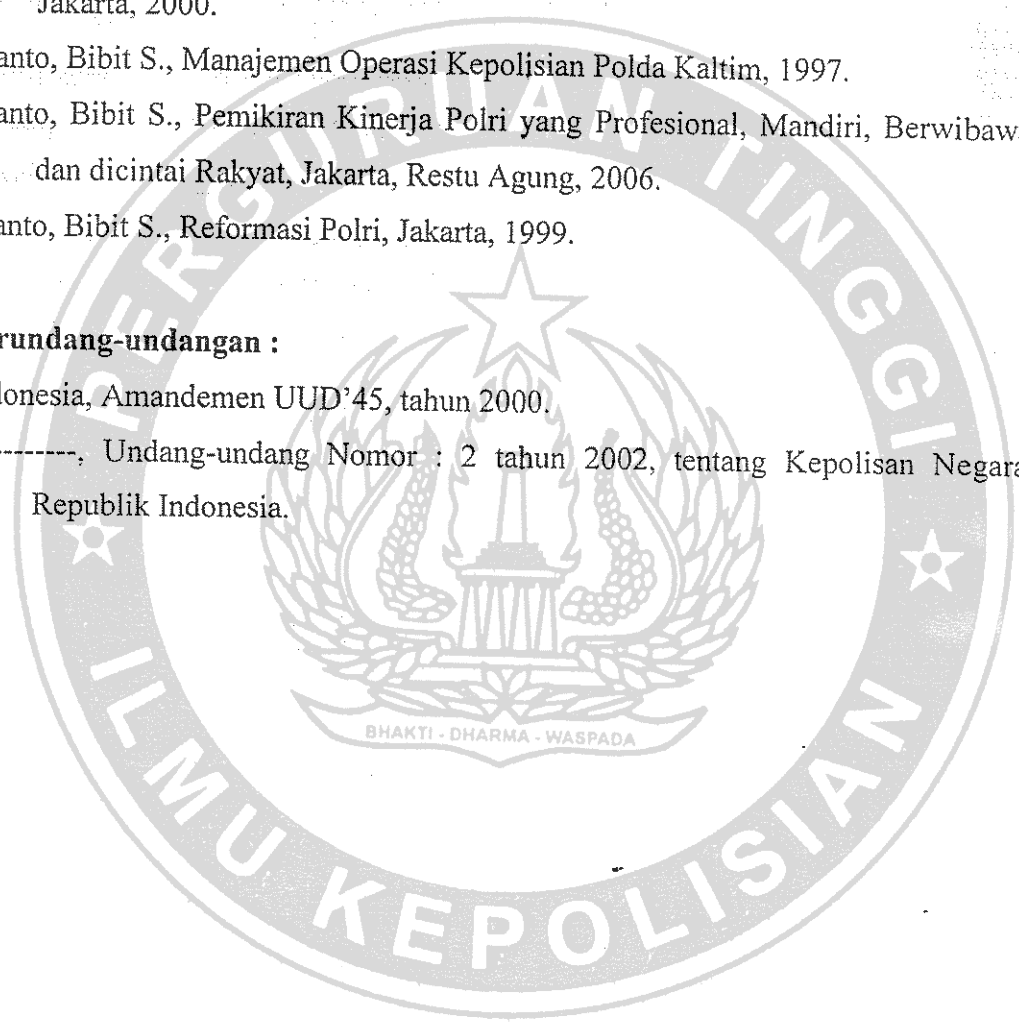 Jakarta, 2000.
anto, Bibit S., Manajemen Operasi Kepolisian Polda Kaltim, 1997.
anto, Bibit S., Pemikiran Kinerja Polri yang Profesional, Mandiri, Berwibaw
dan dicintai Rakyat, Jakarta, Restu Agung, 2006.
anto, Bibit S., Reformasi Polri, Jakarta, 1999.
rundang-undangan :
donesia, Amandemen UUD'45, tahun 2000.
--------, Undang-undang Nomor : 2 tahun 2002, tentang Kepolisan Negara
Republik Indonesia.
PERGURUAN TINGGI
BHAKTI - DHARMA - WASPADA
ILMU KEPOLISIAN